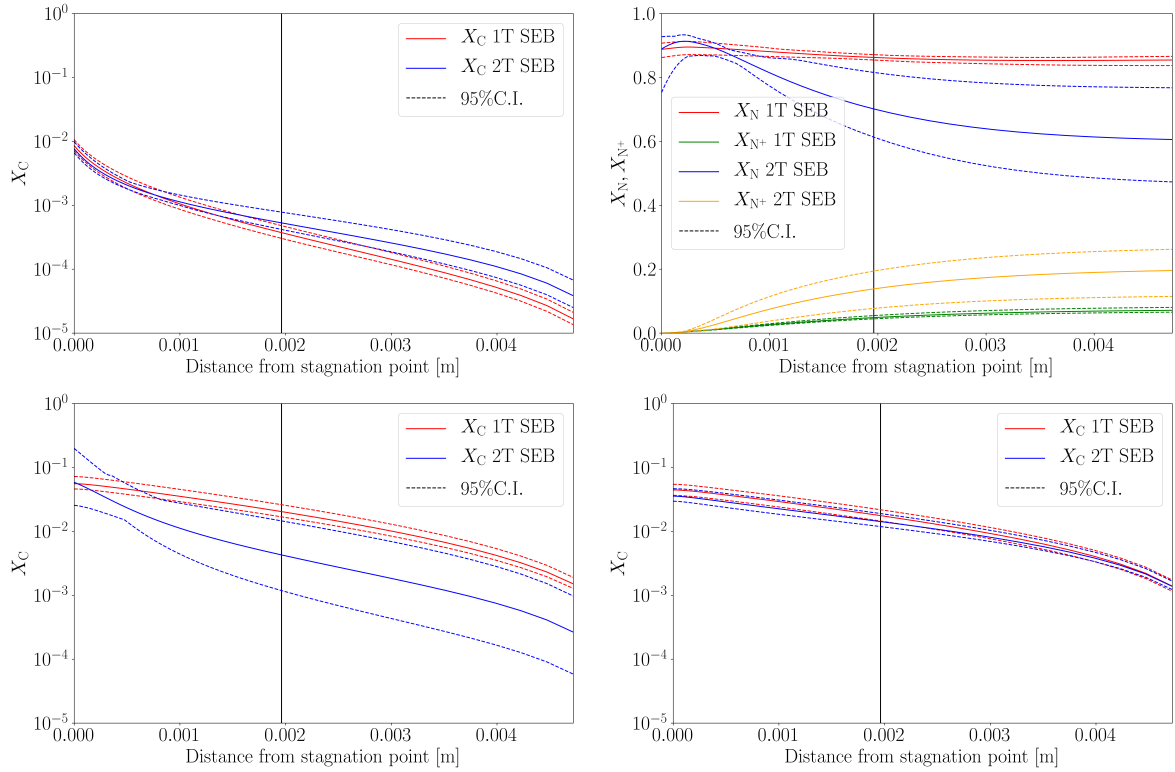 10^0
10^-1
10^-2
10^-3
10^-4
10^-5
X_C
X_C 1T SEB
X_C 2T SEB
95%C.I.
0.000 0.001 0.002 0.003 0.004
Distance from stagnation point [m]
1.0
0.8
0.6
0.4
0.2
0.0
X_N, X_N+
X_N 1T SEB
X_N+ 1T SEB
X_N 2T SEB
X_N+ 2T SEB
95%C.I.
0.000 0.001 0.002 0.003 0.004
Distance from stagnation point [m]
10^0
10^-1
10^-2
10^-3
10^-4
10^-5
X_C
X_C 1T SEB
X_C 2T SEB
95%C.I.
0.000 0.001 0.002 0.003 0.004
Distance from stagnation point [m]
10^0
10^-1
10^-2
10^-3
10^-4
10^-5
X_C
X_C 1T SEB
X_C 2T SEB
95%C.I.
0.000 0.001 0.002 0.003 0.004
Distance from stagnation point [m]